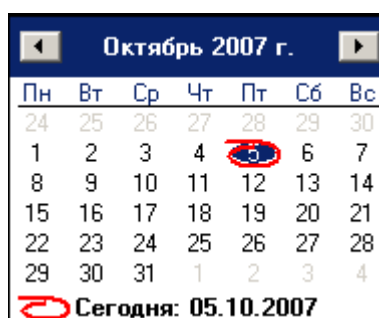 Октябрь 2007 г.
Пн Вт Ср Чт Пт Сб Вс
24 25 26 27 28 29 30
1 2 3 4 5 6 7
8 9 10 11 12 13 14
15 16 17 18 19 20 21
22 23 24 25 26 27 28
29 30 31 1 2 3 4
Сегодня: 05.10.2007